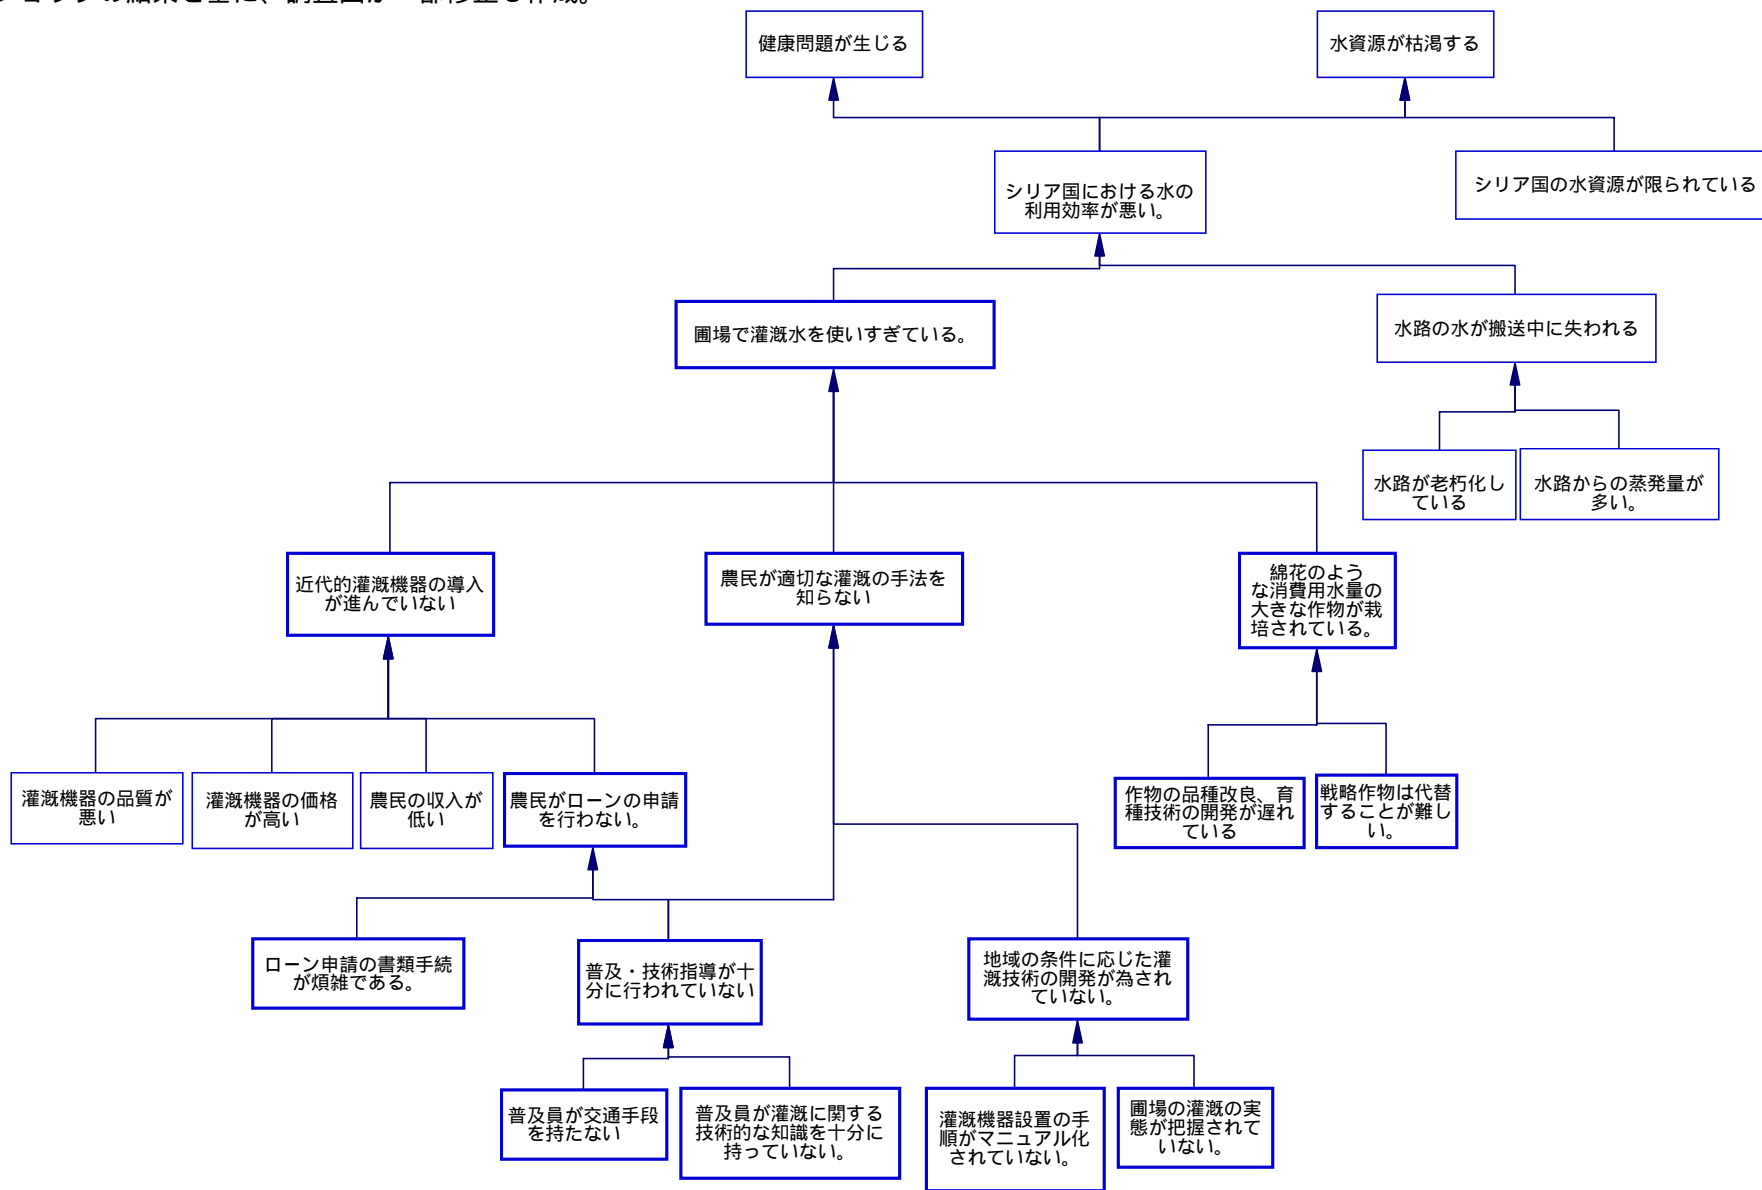 健康問題が生じる
水資源が枯渇する
シリア国における水の
利用効率が悪い。
シリア国の水資源が限られている
圃場で灌漑水を使いすぎている。
水路の水が搬送中に失われる
水路が老朽化し
ている
水路からの蒸発量が
多い。
近代的灌漑機器の導入
が進んでいない
農民が適切な灌漑の手法を
知らない
綿花のよう
な消費用水量の
大きな作物が栽
培されている。
灌漑機器の品質が
悪い
灌漑機器の価格
が高い
農民の収入が
低い
農民がローンの申請
を行わない。
作物の品種改良、育
種技術の開発が遅れ
ている
戦略作物は代替
することが難し
い。
ローン申請の書類手続
が煩雑である。
普及・技術指導が十
分に行われていない
地域の条件に応じた灌
漑技術の開発が為され
ていない。
普及員が交通手段
を持たない
普及員が灌漑に関する
技術的な知識を十分に
持っていない。
灌漑機器設置の手
順がマニュアル化
されていない。
圃場の灌漑の実
態が把握されて
いない。